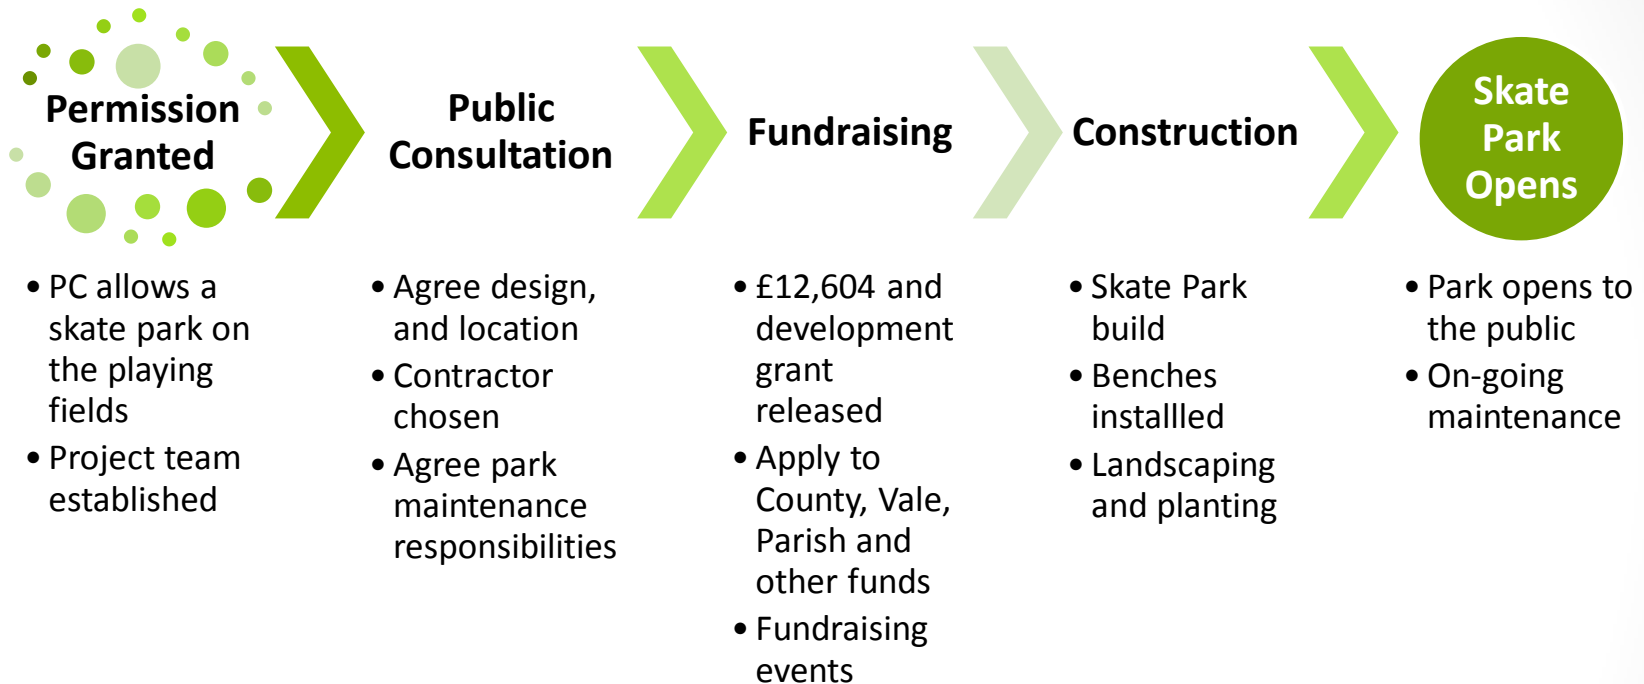 Permission
Granted
• PC allows a
skate park on
the playing
fields
• Project team
established
Public
Consultation
• Agree design,
and location
• Contractor
chosen
• Agree park
maintenance
responsibilities
Fundraising
• £12,604 and
development
grant
released
• Apply to
County, Vale,
Parish and
other funds
• Fundraising
events
Construction
• Skate Park
build
• Benches
installled
• Landscaping
and planting
Skate
Park
Opens
• Park opens to
the public
• On-going
maintenance